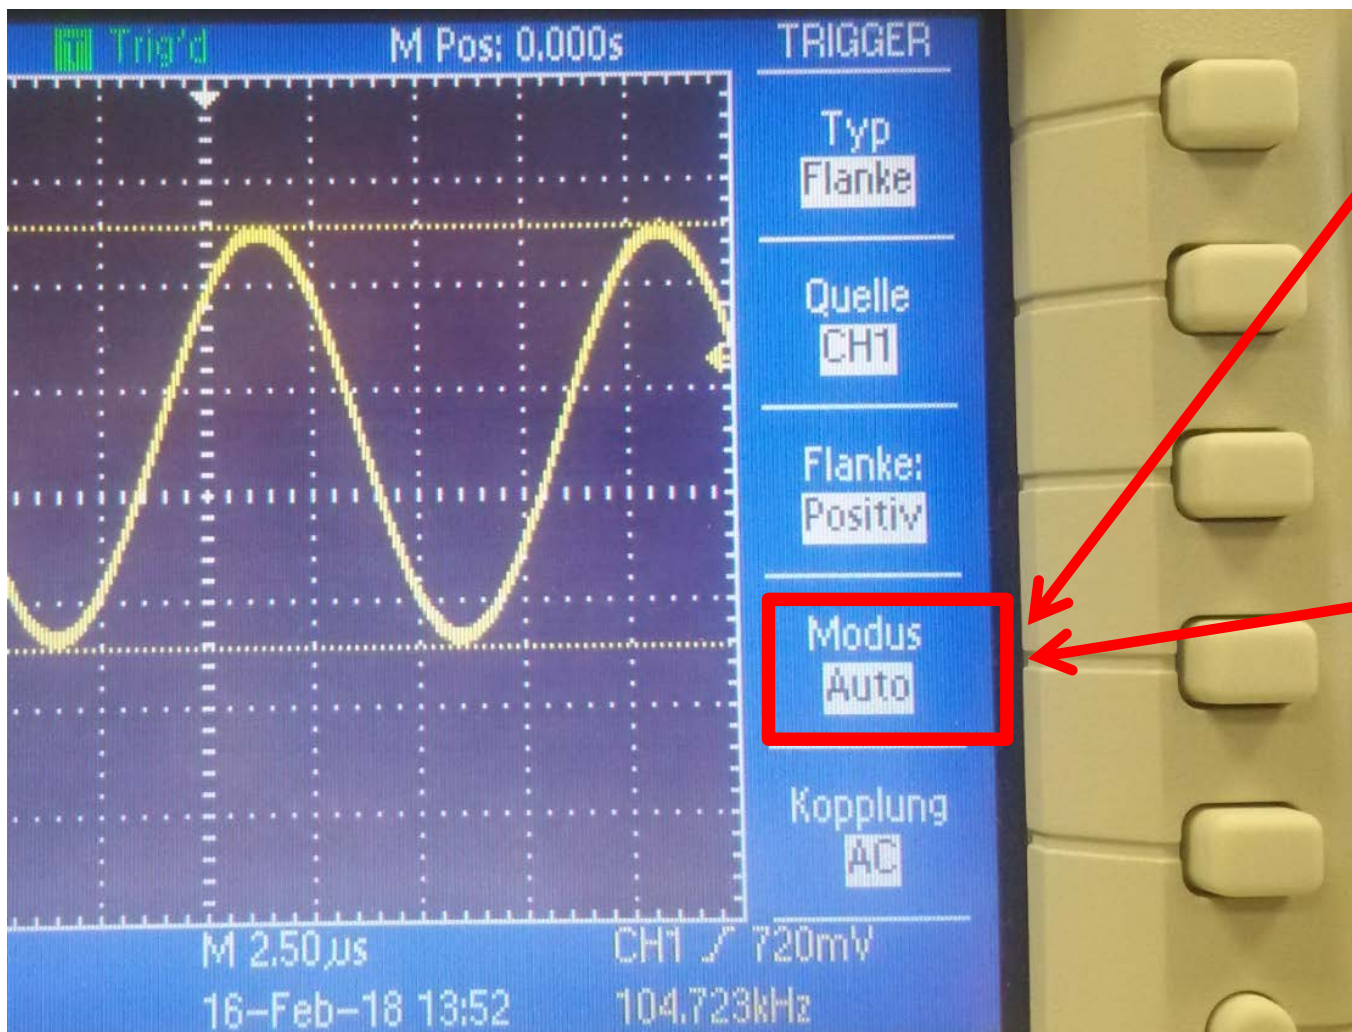 T Trig'd M Pos: 0.000s TRIGGER
Typ
Flanke
Quelle
CH1
Flanke:
Positiv
Modus
Auto
Kopplung
AC
M 2.50µs CH1 / 720mV
16-Feb-18 13:52 104.723kHz